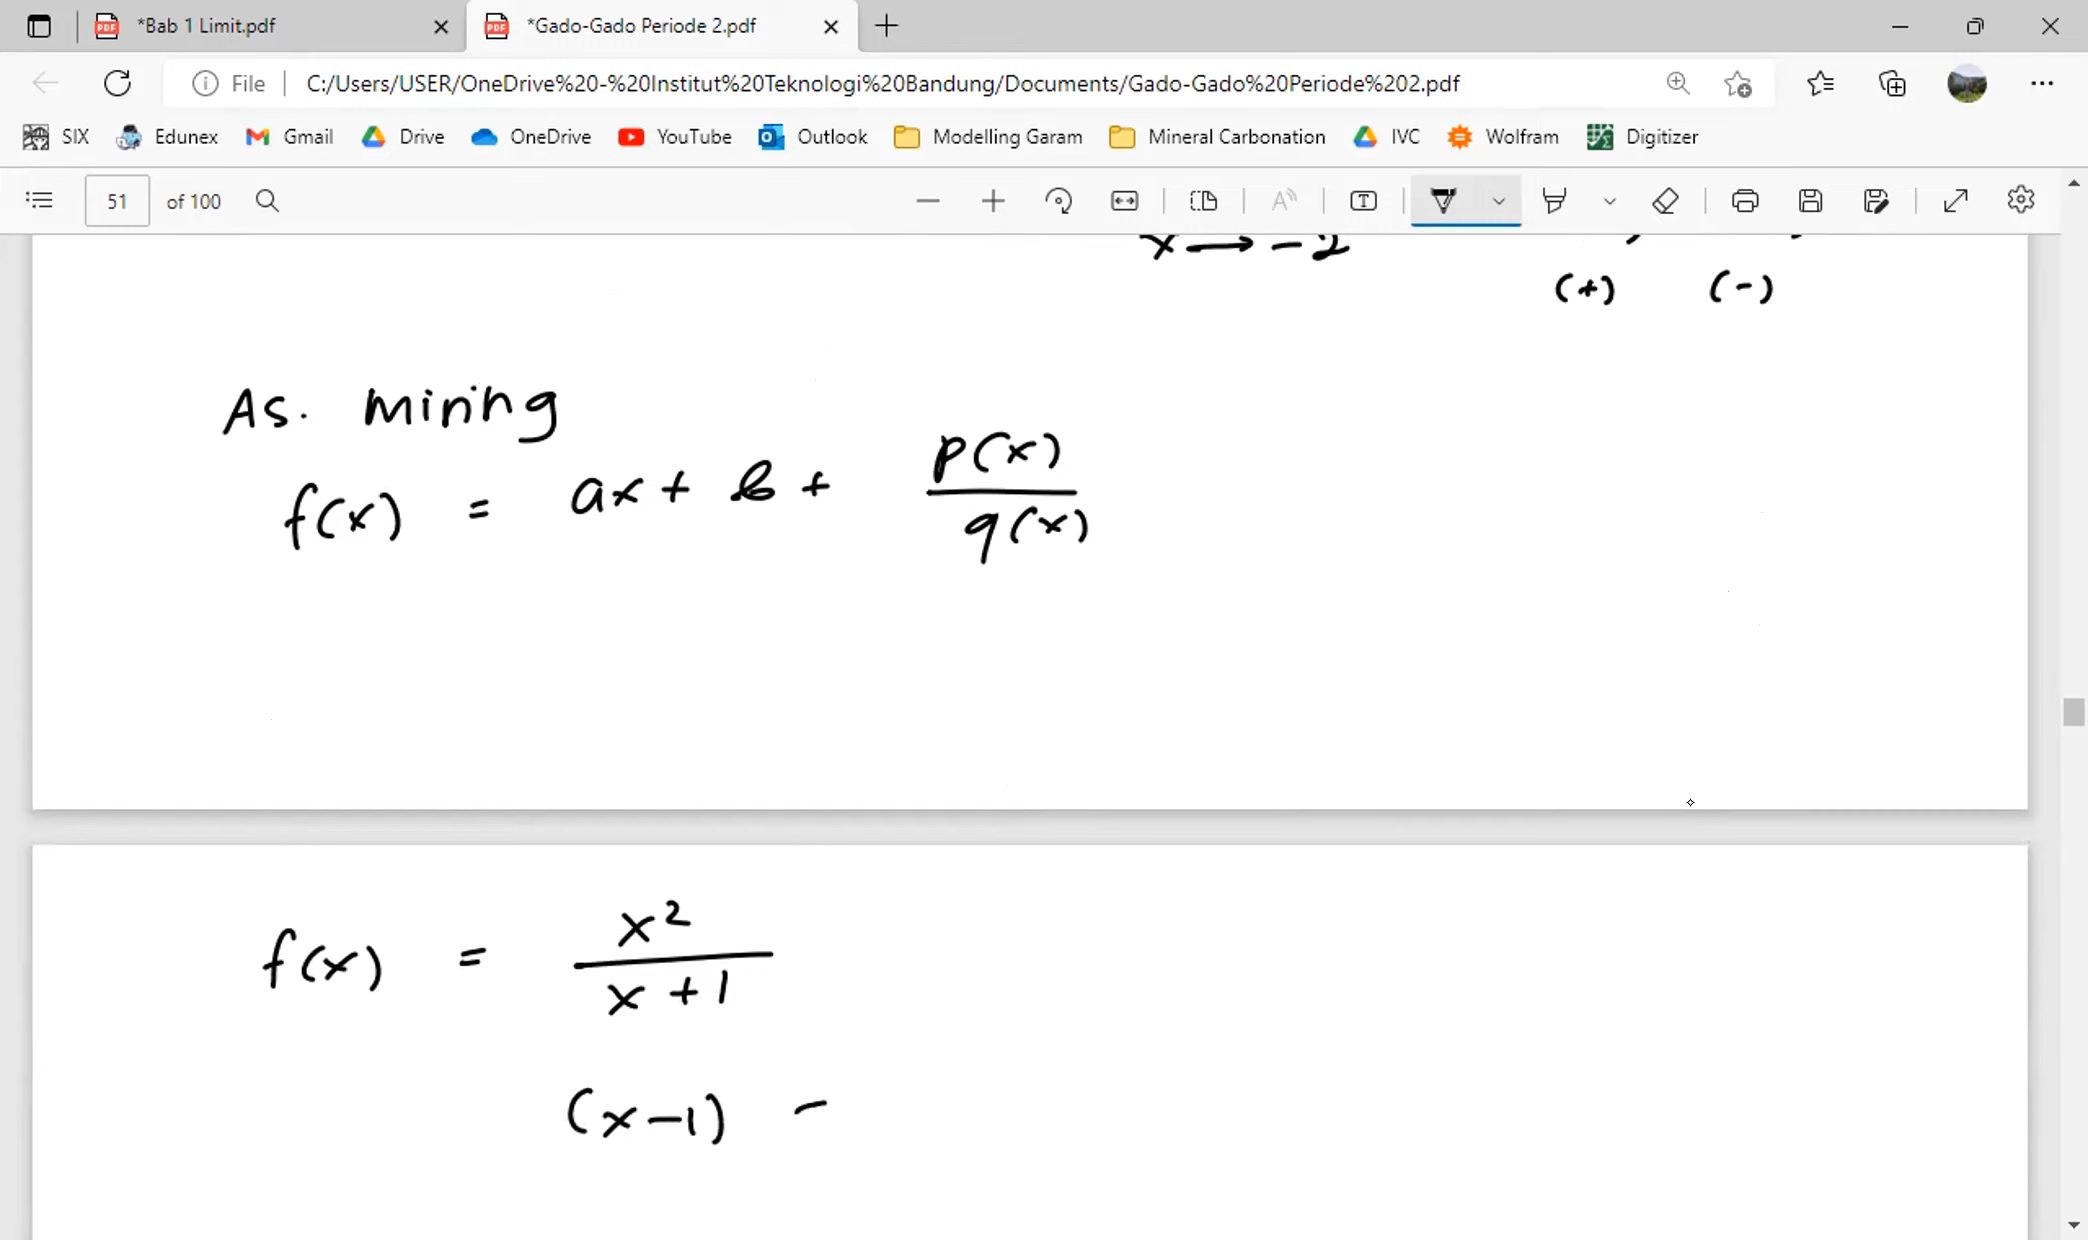 *Bab 1 Limit.pdf *Gado-Gado Periode 2.pdf
File C:/Users/USER/OneDrive%20-%20Institut%20Teknologi%20Bandung/Documents/Gado-Gado%20Periode%202.pdf
SIX Edunex Gmail Drive OneDrive YouTube Outlook Modelling Garam Mineral Carbonation IVC Wolfram Digitizer
51 of 100
x → -2
(+) (-)
As. miring
f(x) = ax + b + p(x) / q(x)
f(x) = x² / x + 1
(x-1) -